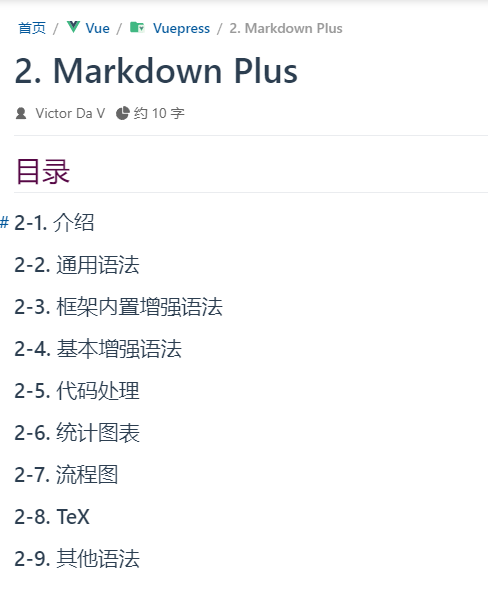 首页 / Vue / Vuepress / 2. Markdown Plus
2. Markdown Plus
Victor Da V 约 10 字
目录
# 2-1. 介绍
2-2. 通用语法
2-3. 框架内置增强语法
2-4. 基本增强语法
2-5. 代码处理
2-6. 统计图表
2-7. 流程图
2-8. TeX
2-9. 其他语法